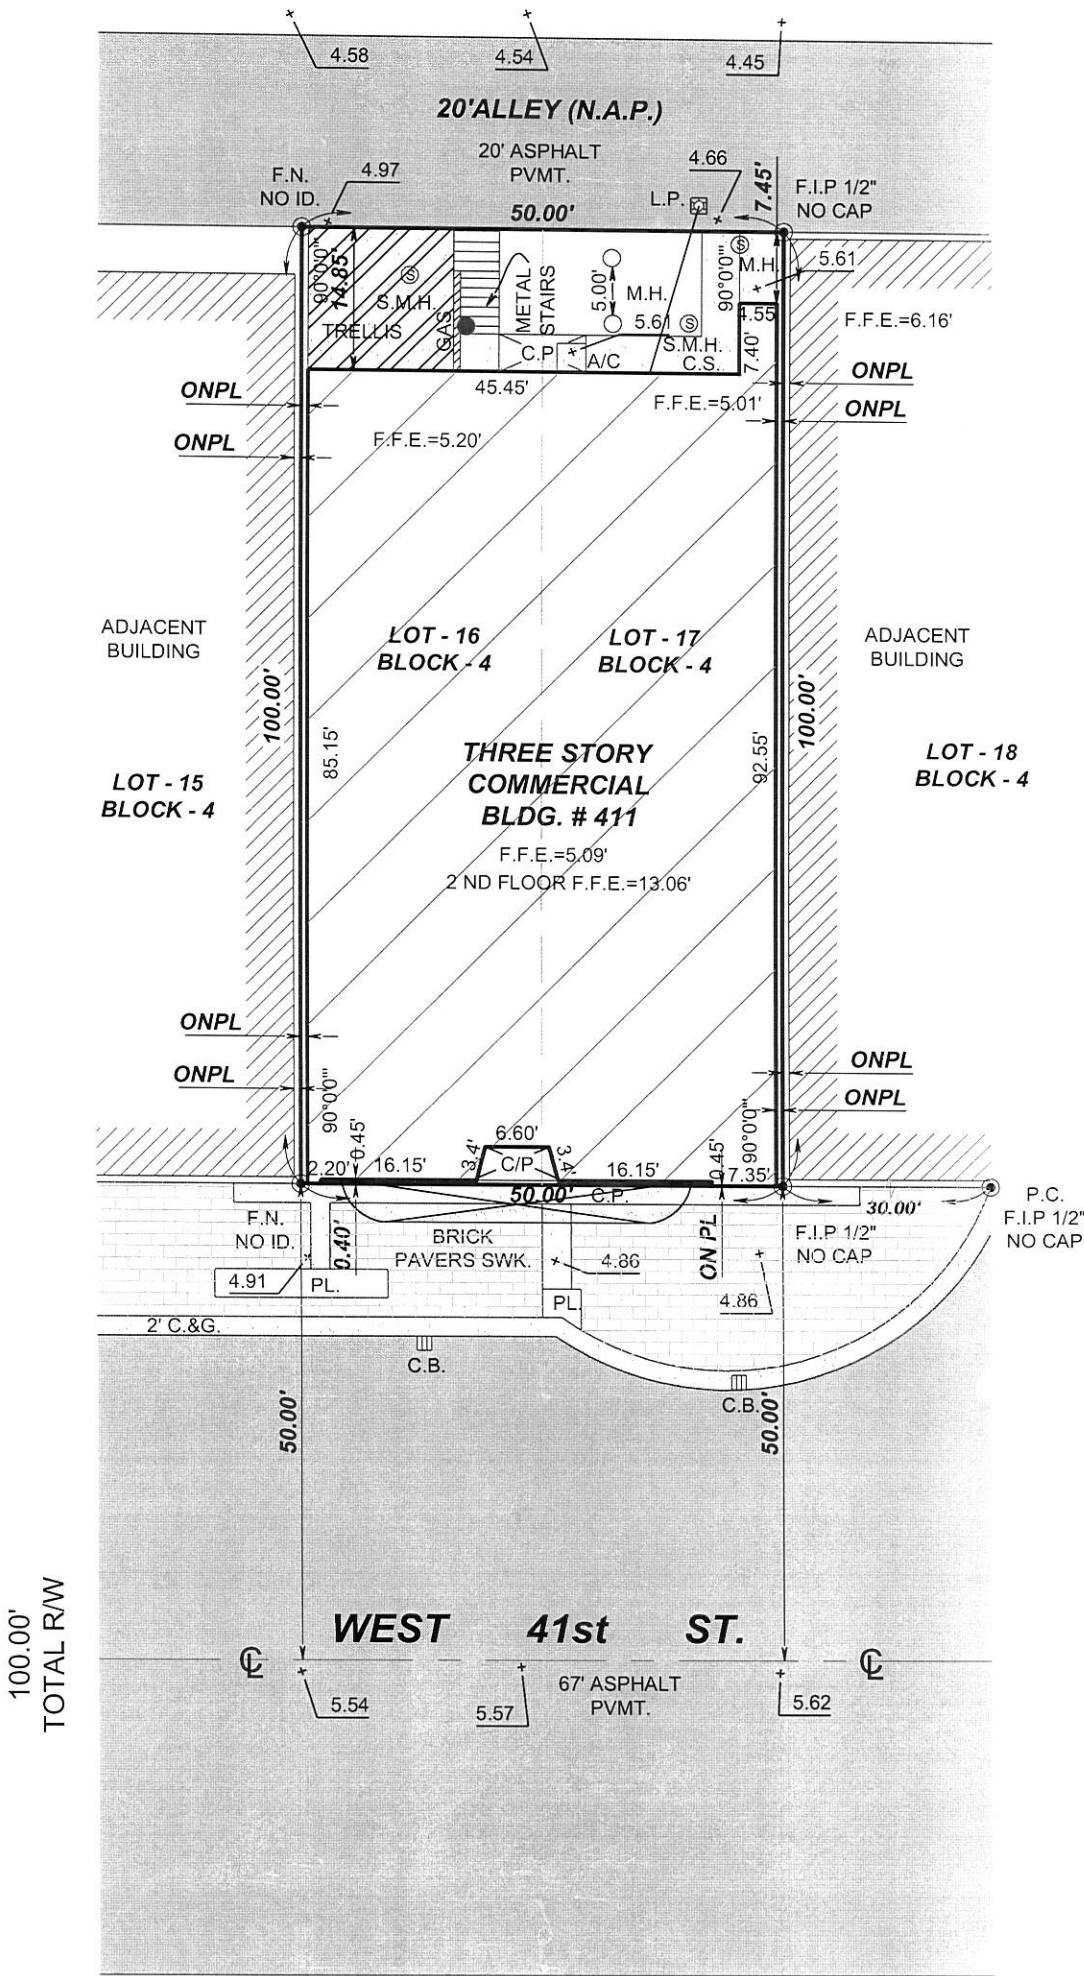 4.58
4.54
4.45
20'ALLEY (N.A.P.)
20' ASPHALT
PVMT.
F.N.
NO ID.
4.97
4.66
7.45'
F.I.P 1/2"
NO CAP
L.P.
50.00'
90°0'0'"
14.85'
S.M.H.
TRELLIS
GAS
METAL
STAIRS
5.00'
M.H.
5.61
S.M.H.
C.S.
C.P
A/C
90°0'0'"
M.H.
5.61
4.55'
7.40'
F.F.E.=6.16'
ONPL
ONPL
45.45'
F.F.E.=5.01'
F.F.E.=5.20'
ONPL
ONPL
ADJACENT
BUILDING
LOT - 16
BLOCK - 4
LOT - 17
BLOCK - 4
ADJACENT
BUILDING
100.00'
85.15'
92.55'
100.00'
LOT - 15
BLOCK - 4
THREE STORY
COMMERCIAL
BLDG. # 411
F.F.E.=5.09'
2 ND FLOOR F.F.E.=13.06'
LOT - 18
BLOCK - 4
ONPL
ONPL
ONPL
ONPL
90°0'0'"
0.45'
2.20'
16.15'
3.4'
6.60'
C/P
3.4'
16.15'
0.45'
90°0'0'"
7.35'
50.00'
C.P.
30.00'
P.C.
F.I.P 1/2"
NO CAP
F.N.
NO ID.
0.40'
BRICK
PAVERS SWK.
4.86
ON PL
F.I.P 1/2"
NO CAP
4.91
PL.
PL.
4.86
2' C.&G.
C.B.
C.B.
50.00'
50.00'
100.00'
TOTAL R/W
WEST 41st ST.
CL
CL
67' ASPHALT
PVMT.
5.54
5.57
5.62